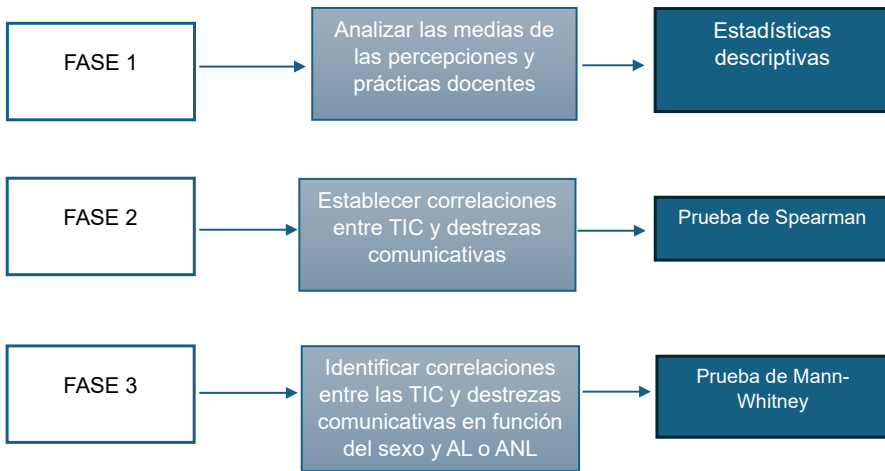 FASE 1
Analizar las medias de
las percepciones y
prácticas docentes
Estadísticas
descriptivas
FASE 2
Establecer correlaciones
entre TIC y destrezas
comunicativas
Prueba de Spearman
FASE 3
Identificar correlaciones
entre las TIC y destrezas
comunicativas en función
del sexo y AL o ANL
Prueba de Mann-
Whitney